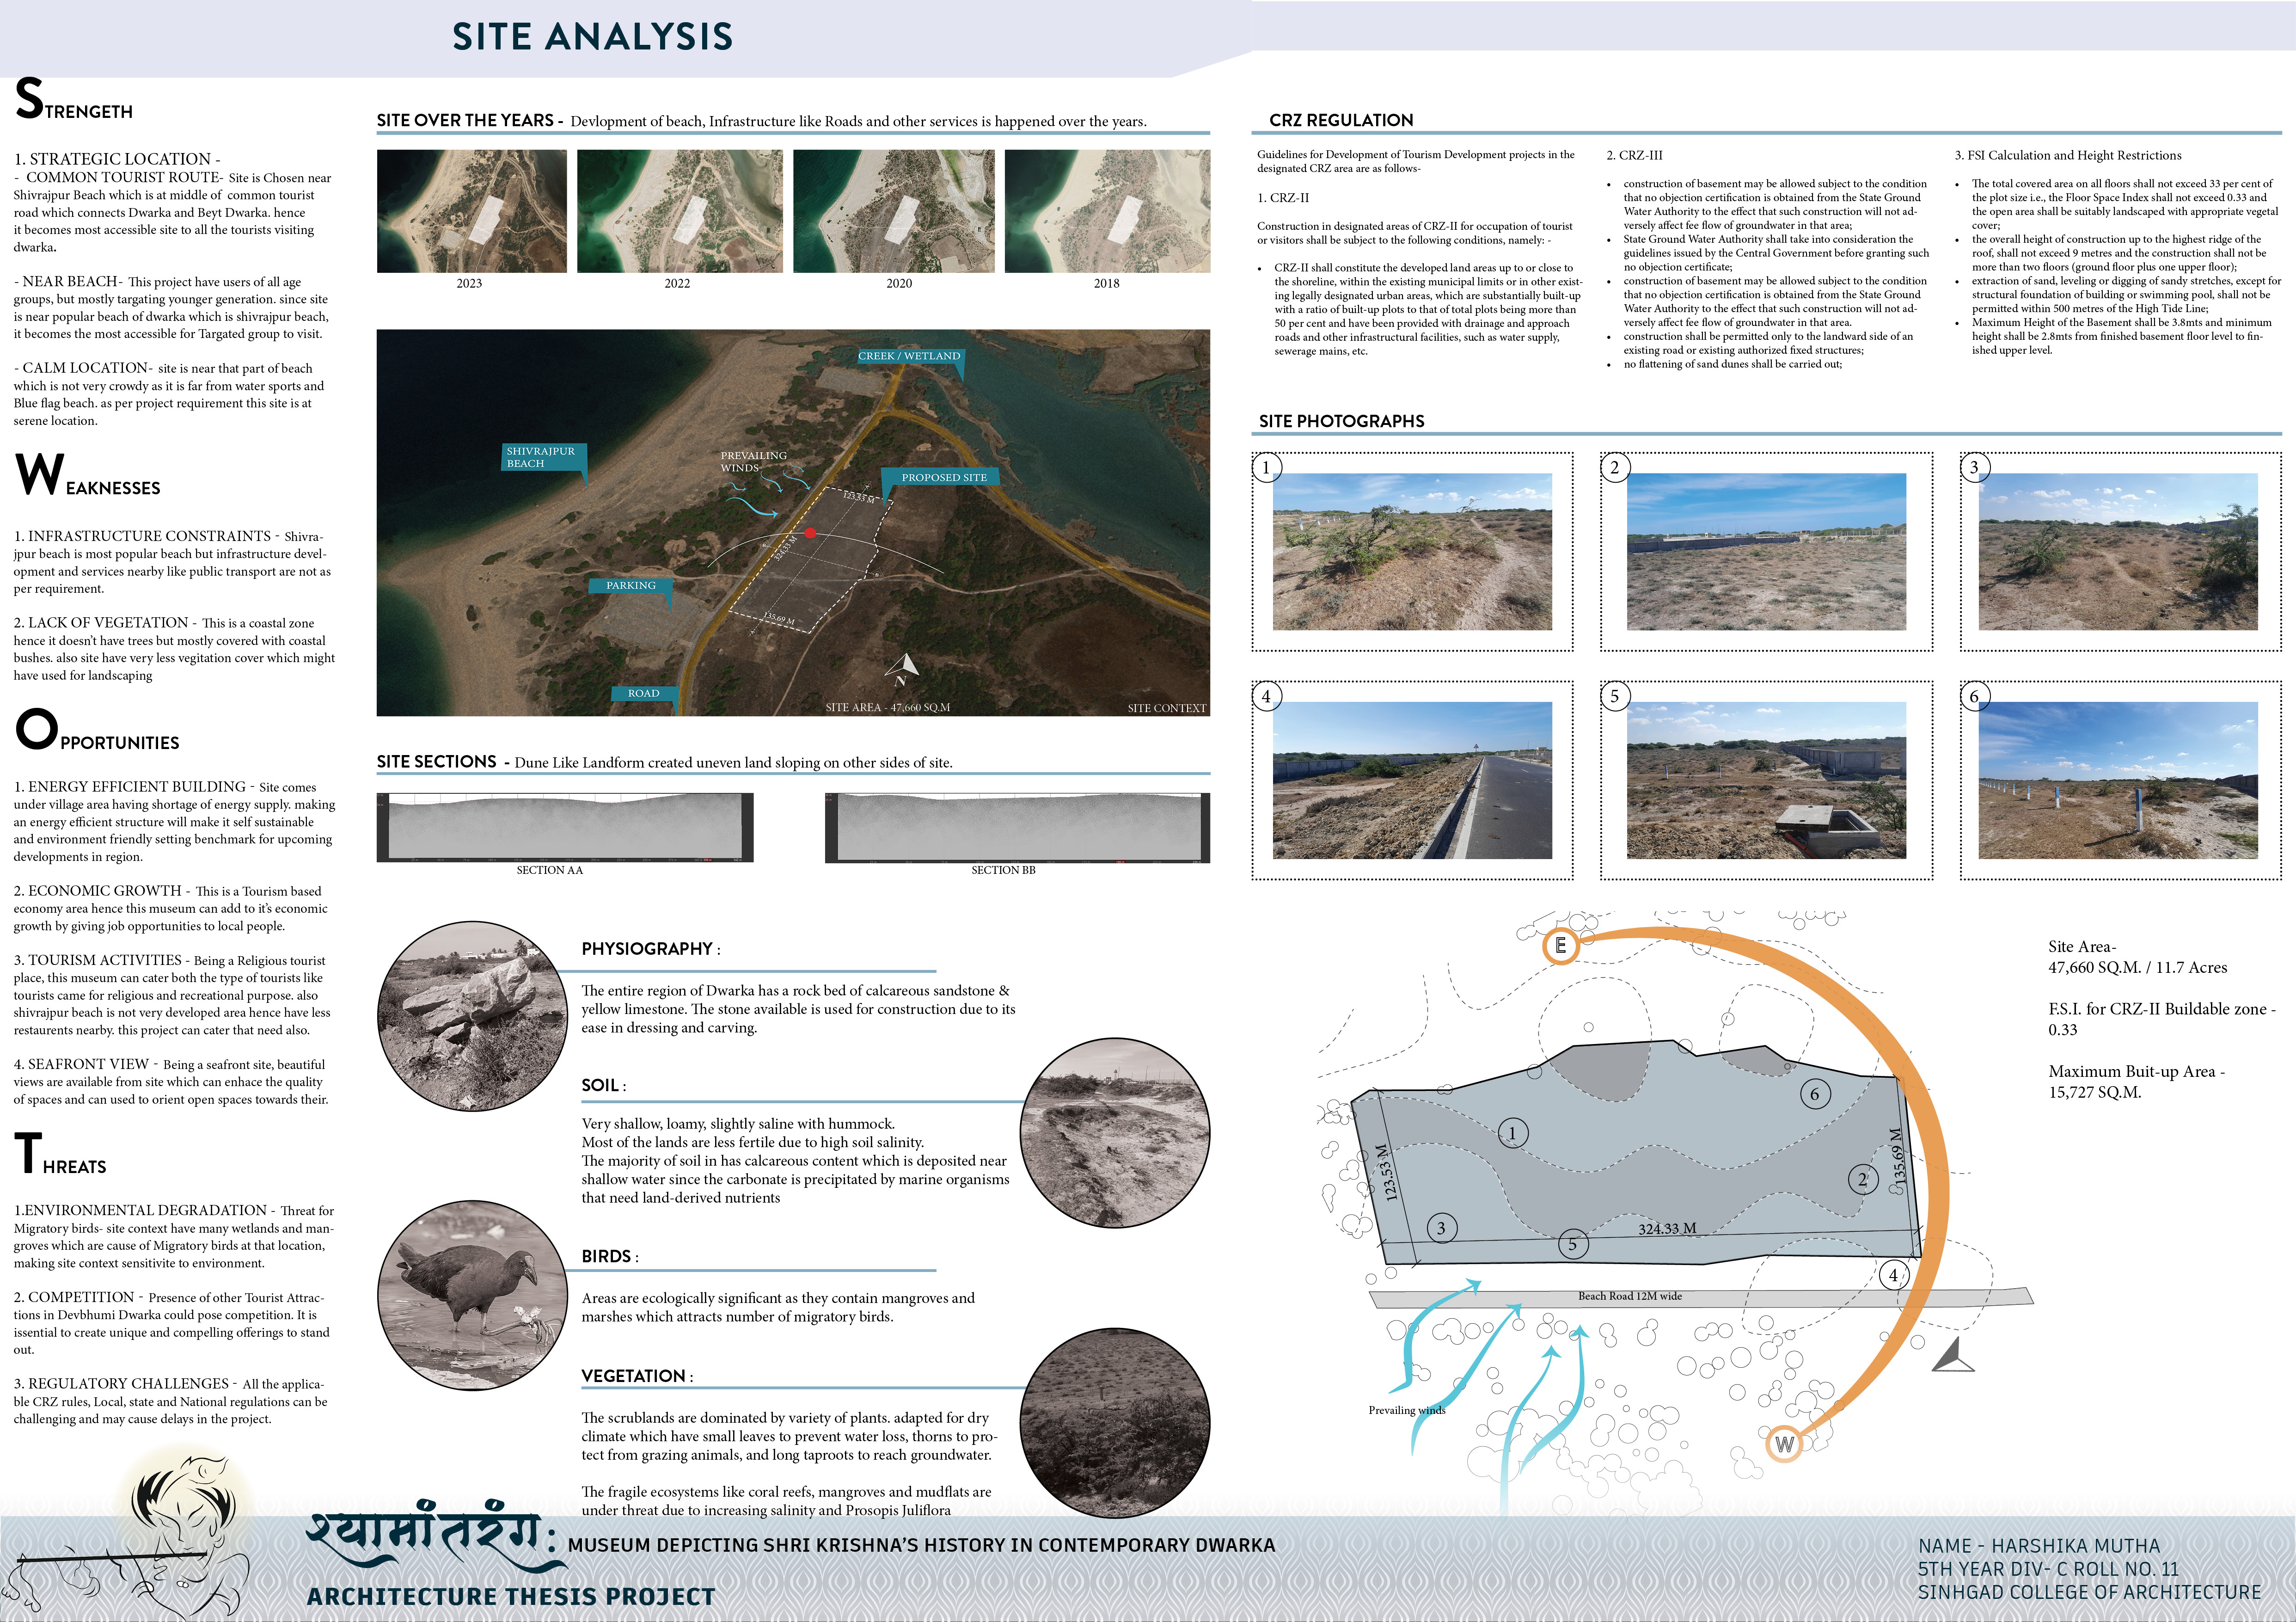 SITE ANALYSIS
STRENGETH
1. STRATEGIC LOCATION -
- COMMON TOURIST ROUTE- Site is Chosen near
Shivrajpur Beach which is at middle of common tourist
road which connects Dwarka and Beyt Dwarka. hence
it becomes most accessible site to all the tourists visiting
dwarka.
- NEAR BEACH- This project have users of all age
groups, but mostly targating younger generation. since site
is near popular beach of dwarka which is shivrajpur beach,
it becomes the most accessible for Targated group to visit.
- CALM LOCATION- site is near that part of beach
which is not very crowdy as it is far from water sports and
Blue flag beach. as per project requirement this site is at
serene location.
WEAKNESSES
1. INFRASTRUCTURE CONSTRAINTS - Shivra-
jpur beach is most popular beach but infrastructure devel-
opment and services nearby like public transport are not as
per requirement.
2. LACK OF VEGETATION - This is a coastal zone
hence it doesn't have trees but mostly covered with coastal
bushes. also site have very less vegitation cover which might
have used for landscaping
OPPORTUNITIES
1. ENERGY EFFICIENT BUILDING - Site comes
under village area having shortage of energy supply. making
an energy efficient structure will make it self sustainable
and environment friendly setting benchmark for upcoming
developments in region.
2. ECONOMIC GROWTH - This is a Tourism based
economy area hence this museum can add to it's economic
growth by giving job opportunities to local people.
3. TOURISM ACTIVITIES - Being a Religious tourist
place, this museum can cater both the type of tourists like
tourists came for religious and recreational purpose. also
shivrajpur beach is not very developed area hence have less
restaurents nearby. this project can cater that need also.
4. SEAFRONT VIEW - Being a seafront site, beautiful
views are available from site which can enhace the quality
of spaces and can used to orient open spaces towards their.
THREATS
1.ENVIRONMENTAL DEGRADATION - Threat for
Migratory birds- site context have many wetlands and man-
groves which are cause of Migratory birds at that location,
making site context sensitivite to environment.
2. COMPETITION - Presence of other Tourist Attrac-
tions in Devbhumi Dwarka could pose competition. It is
issential to create unique and compelling offerings to stand
out.
3. REGULATORY CHALLENGES - All the applica-
ble CRZ rules, Local, state and National regulations can be
challenging and may cause delays in the project.
SITE OVER THE YEARS - Devlopment of beach, Infrastructure like Roads and other services is happened over the years.
2023
2022
2020
2018
CREEK / WETLAND
SHIVRAJPUR
BEACH
PREVAILING
WINDS
PROPOSED SITE
123.53 M
324.33 M
135.69 M
PARKING
ROAD
N
SITE AREA - 47,660 SQ.M
SITE CONTEXT
SITE SECTIONS - Dune Like Landform created uneven land sloping on other sides of site.
SECTION AA
SECTION BB
PHYSIOGRAPHY :
The entire region of Dwarka has a rock bed of calcareous sandstone &
yellow limestone. The stone available is used for construction due to its
ease in dressing and carving.
SOIL :
Very shallow, loamy, slightly saline with hummock.
Most of the lands are less fertile due to high soil salinity.
The majority of soil in has calcareous content which is deposited near
shallow water since the carbonate is precipitated by marine organisms
that need land-derived nutrients
BIRDS :
Areas are ecologically significant as they contain mangroves and
marshes which attracts number of migratory birds.
VEGETATION :
The scrublands are dominated by variety of plants. adapted for dry
climate which have small leaves to prevent water loss, thorns to pro-
tect from grazing animals, and long taproots to reach groundwater.
The fragile ecosystems like coral reefs, mangroves and mudflats are
under threat due to increasing salinity and Prosopis Juliflora
CRZ REGULATION
Guidelines for Development of Tourism Development projects in the
designated CRZ area are as follows-
1. CRZ-II
Construction in designated areas of CRZ-II for occupation of tourist
or visitors shall be subject to the following conditions, namely: -
• CRZ-II shall constitute the developed land areas up to or close to
the shoreline, within the existing municipal limits or in other exist-
ing legally designated urban areas, which are substantially built-up
with a ratio of built-up plots to that of total plots being more than
50 per cent and have been provided with drainage and approach
roads and other infrastructural facilities, such as water supply,
sewerage mains, etc.
2. CRZ-III
• construction of basement may be allowed subject to the condition
that no objection certification is obtained from the State Ground
Water Authority to the effect that such construction will not ad-
versely affect fee flow of groundwater in that area;
• State Ground Water Authority shall take into consideration the
guidelines issued by the Central Government before granting such
no objection certificate;
• construction of basement may be allowed subject to the condition
that no objection certification is obtained from the State Ground
Water Authority to the effect that such construction will not ad-
versely affect fee flow of groundwater in that area.
• construction shall be permitted only to the landward side of an
existing road or existing authorized fixed structures;
• no flattening of sand dunes shall be carried out;
3. FSI Calculation and Height Restrictions
• The total covered area on all floors shall not exceed 33 per cent of
the plot size i.e., the Floor Space Index shall not exceed 0.33 and
the open area shall be suitably landscaped with appropriate vegetal
cover;
• the overall height of construction up to the highest ridge of the
roof, shall not exceed 9 metres and the construction shall not be
more than two floors (ground floor plus one upper floor);
• extraction of sand, leveling or digging of sandy stretches, except for
structural foundation of building or swimming pool, shall not be
permitted within 500 metres of the High Tide Line;
• Maximum Height of the Basement shall be 3.8mts and minimum
height shall be 2.8mts from finished basement floor level to fin-
ished upper level.
SITE PHOTOGRAPHS
1
2
3
4
5
6
E
6
1
123.53 M
2
135.69 M
3
324.33 M
5
4
Beach Road 12M wide
Prevailing winds
W
Site Area-
47,660 SQ.M. / 11.7 Acres
F.S.I. for CRZ-II Buildable zone -
0.33
Maximum Buit-up Area -
15,727 SQ.M.
श्यामांतरंग:
MUSEUM DEPICTING SHRI KRISHNA'S HISTORY IN CONTEMPORARY DWARKA
ARCHITECTURE THESIS PROJECT
NAME - HARSHIKA MUTHA
5TH YEAR DIV- C ROLL NO. 11
SINHGAD COLLEGE OF ARCHITECTURE